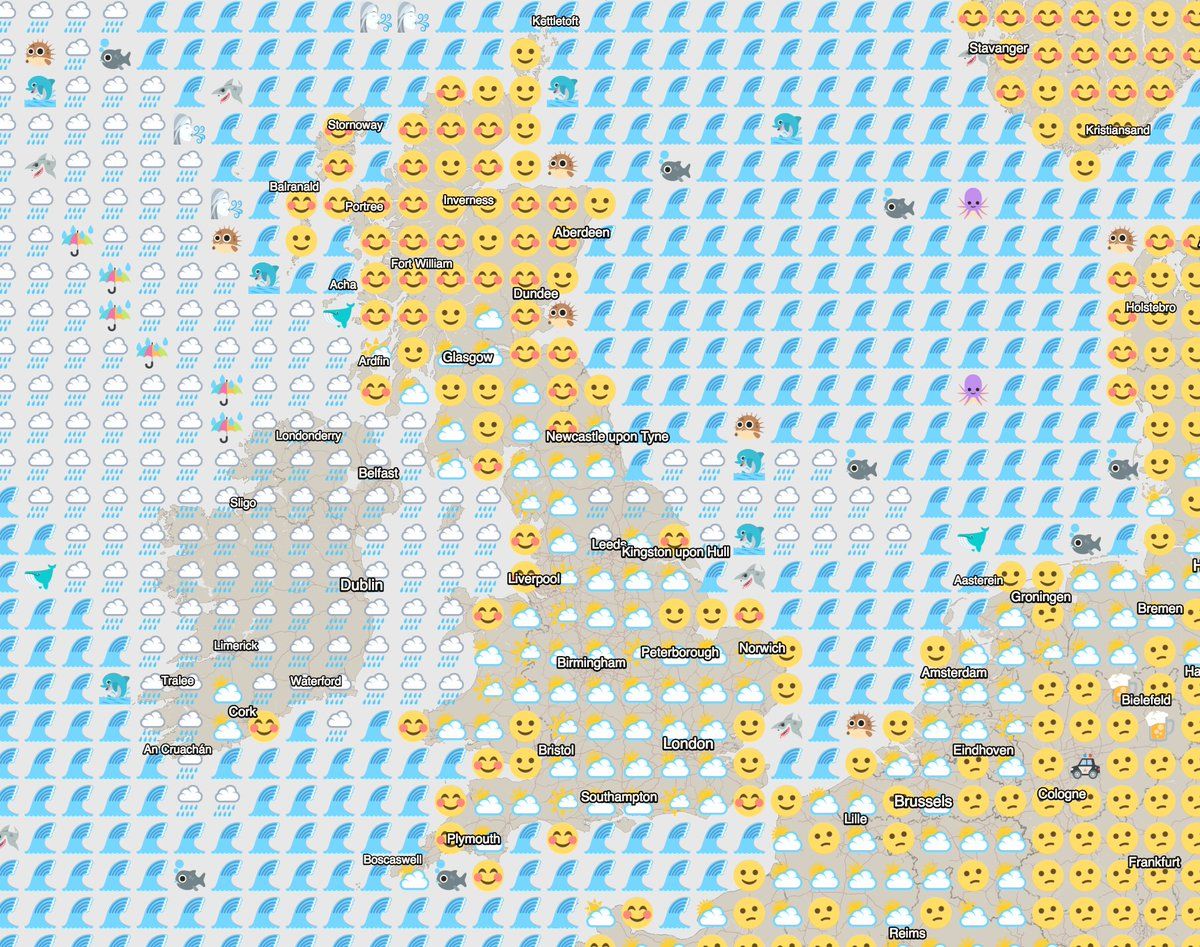 Kettletoft
Stavanger
Stornoway
Kristiansand
Balranald
Portree
Inverness
Aberdeen
Fort William
Acha
Dundee
Holstebro
Ardfin
Glasgow
Londonderry
Newcastle upon Tyne
Belfast
Sligo
Leeds
Kingston upon Hull
H
Dublin
Liverpool
Aasterein
Groningen
Bremen
Limerick
Birmingham
Peterborough
Norwich
Amsterdam
Ha
Tralee
Waterford
Bielefeld
Cork
An Cruachán
Bristol
London
Eindhoven
Southampton
Brussels
Cologne
Lille
Plymouth
Boscaswell
Frankfurt
Reims